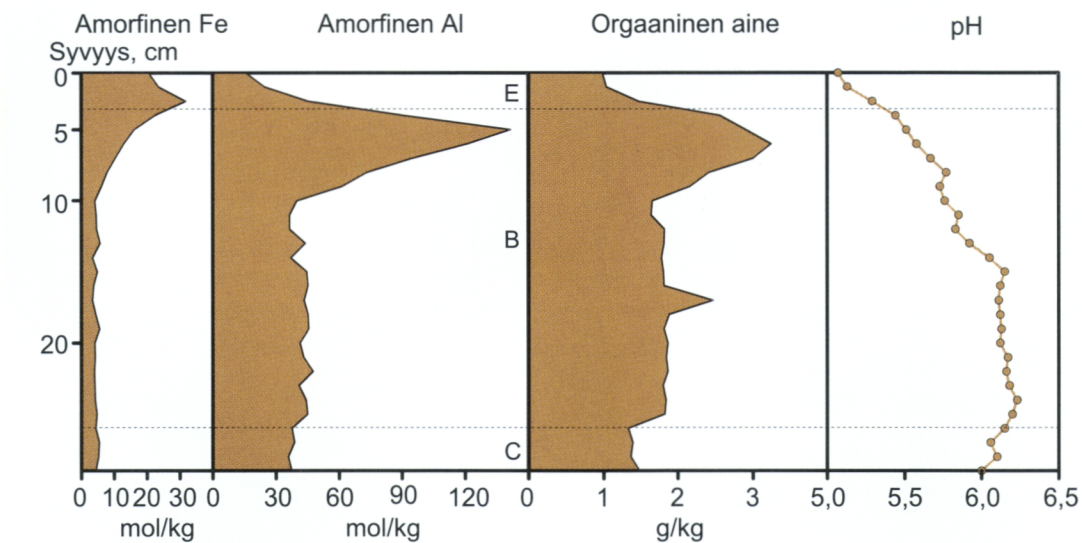 Amorfinen Fe Amorfinen Al Orgaaninen aine pH
Syvyys, cm
0
E
5
10
B
20
C
0 10 20 30 0 30 60 90 120 0 1 2 3 5,0 5,5 6,0 6,5
mol/kg mol/kg g/kg